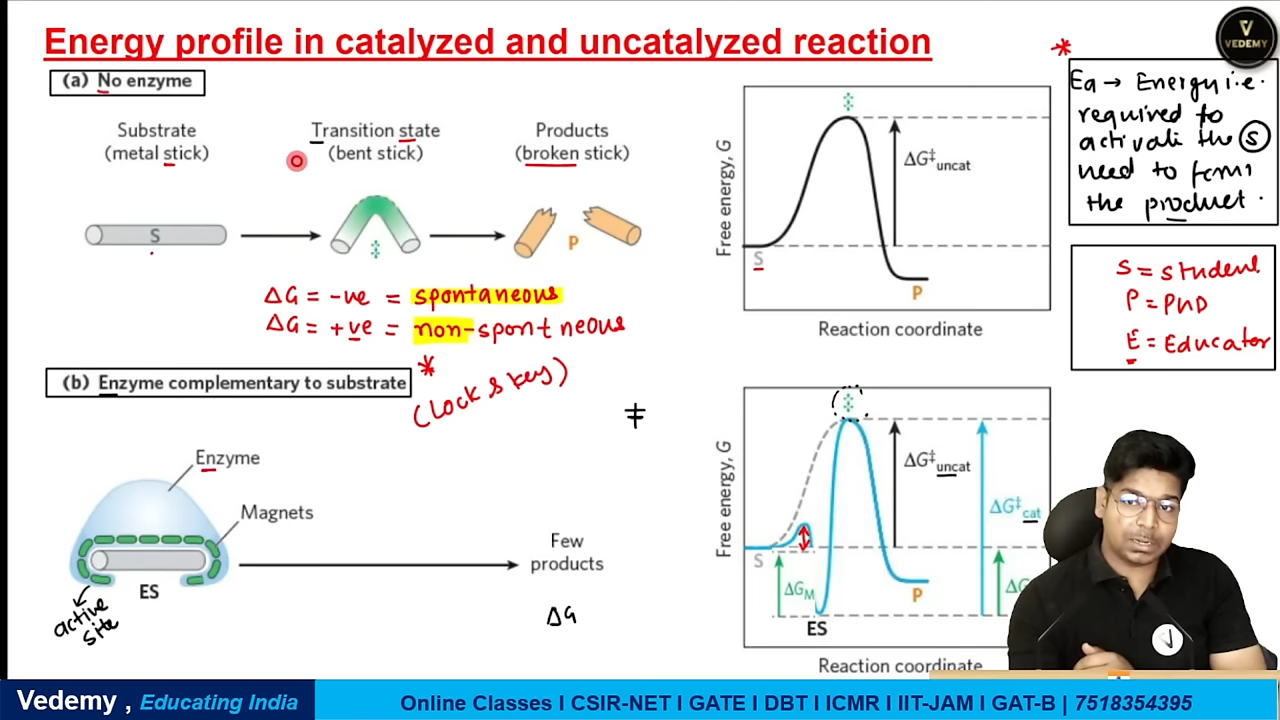 Energy profile in catalyzed and uncatalyzed reaction
V
VEDEMY
(a) No enzyme
Substrate
(metal stick)
Transition state
(bent stick)
Products
(broken stick)
S
‡
P
ΔG = -ve = spontaneous
ΔG = +ve = non-spontneous
Free energy, G
‡
ΔG‡uncat
S
P
Reaction coordinate
* Ea → Energy i.e.
required to
activate the S
need to form
the product.
S = student
P = PhD
E = Educator
(b) Enzyme complementary to substrate
*
(lock & key)
Enzyme
Magnets
ES
active
site
Few
products
ΔG
‡
Free energy, G
‡
ΔG‡uncat
ΔG‡cat
S
ΔGM
P
ES
Reaction coordinate
Vedemy , Educating India
Online Classes I CSIR-NET I GATE I DBT I ICMR I IIT-JAM I GAT-B | 7518354395